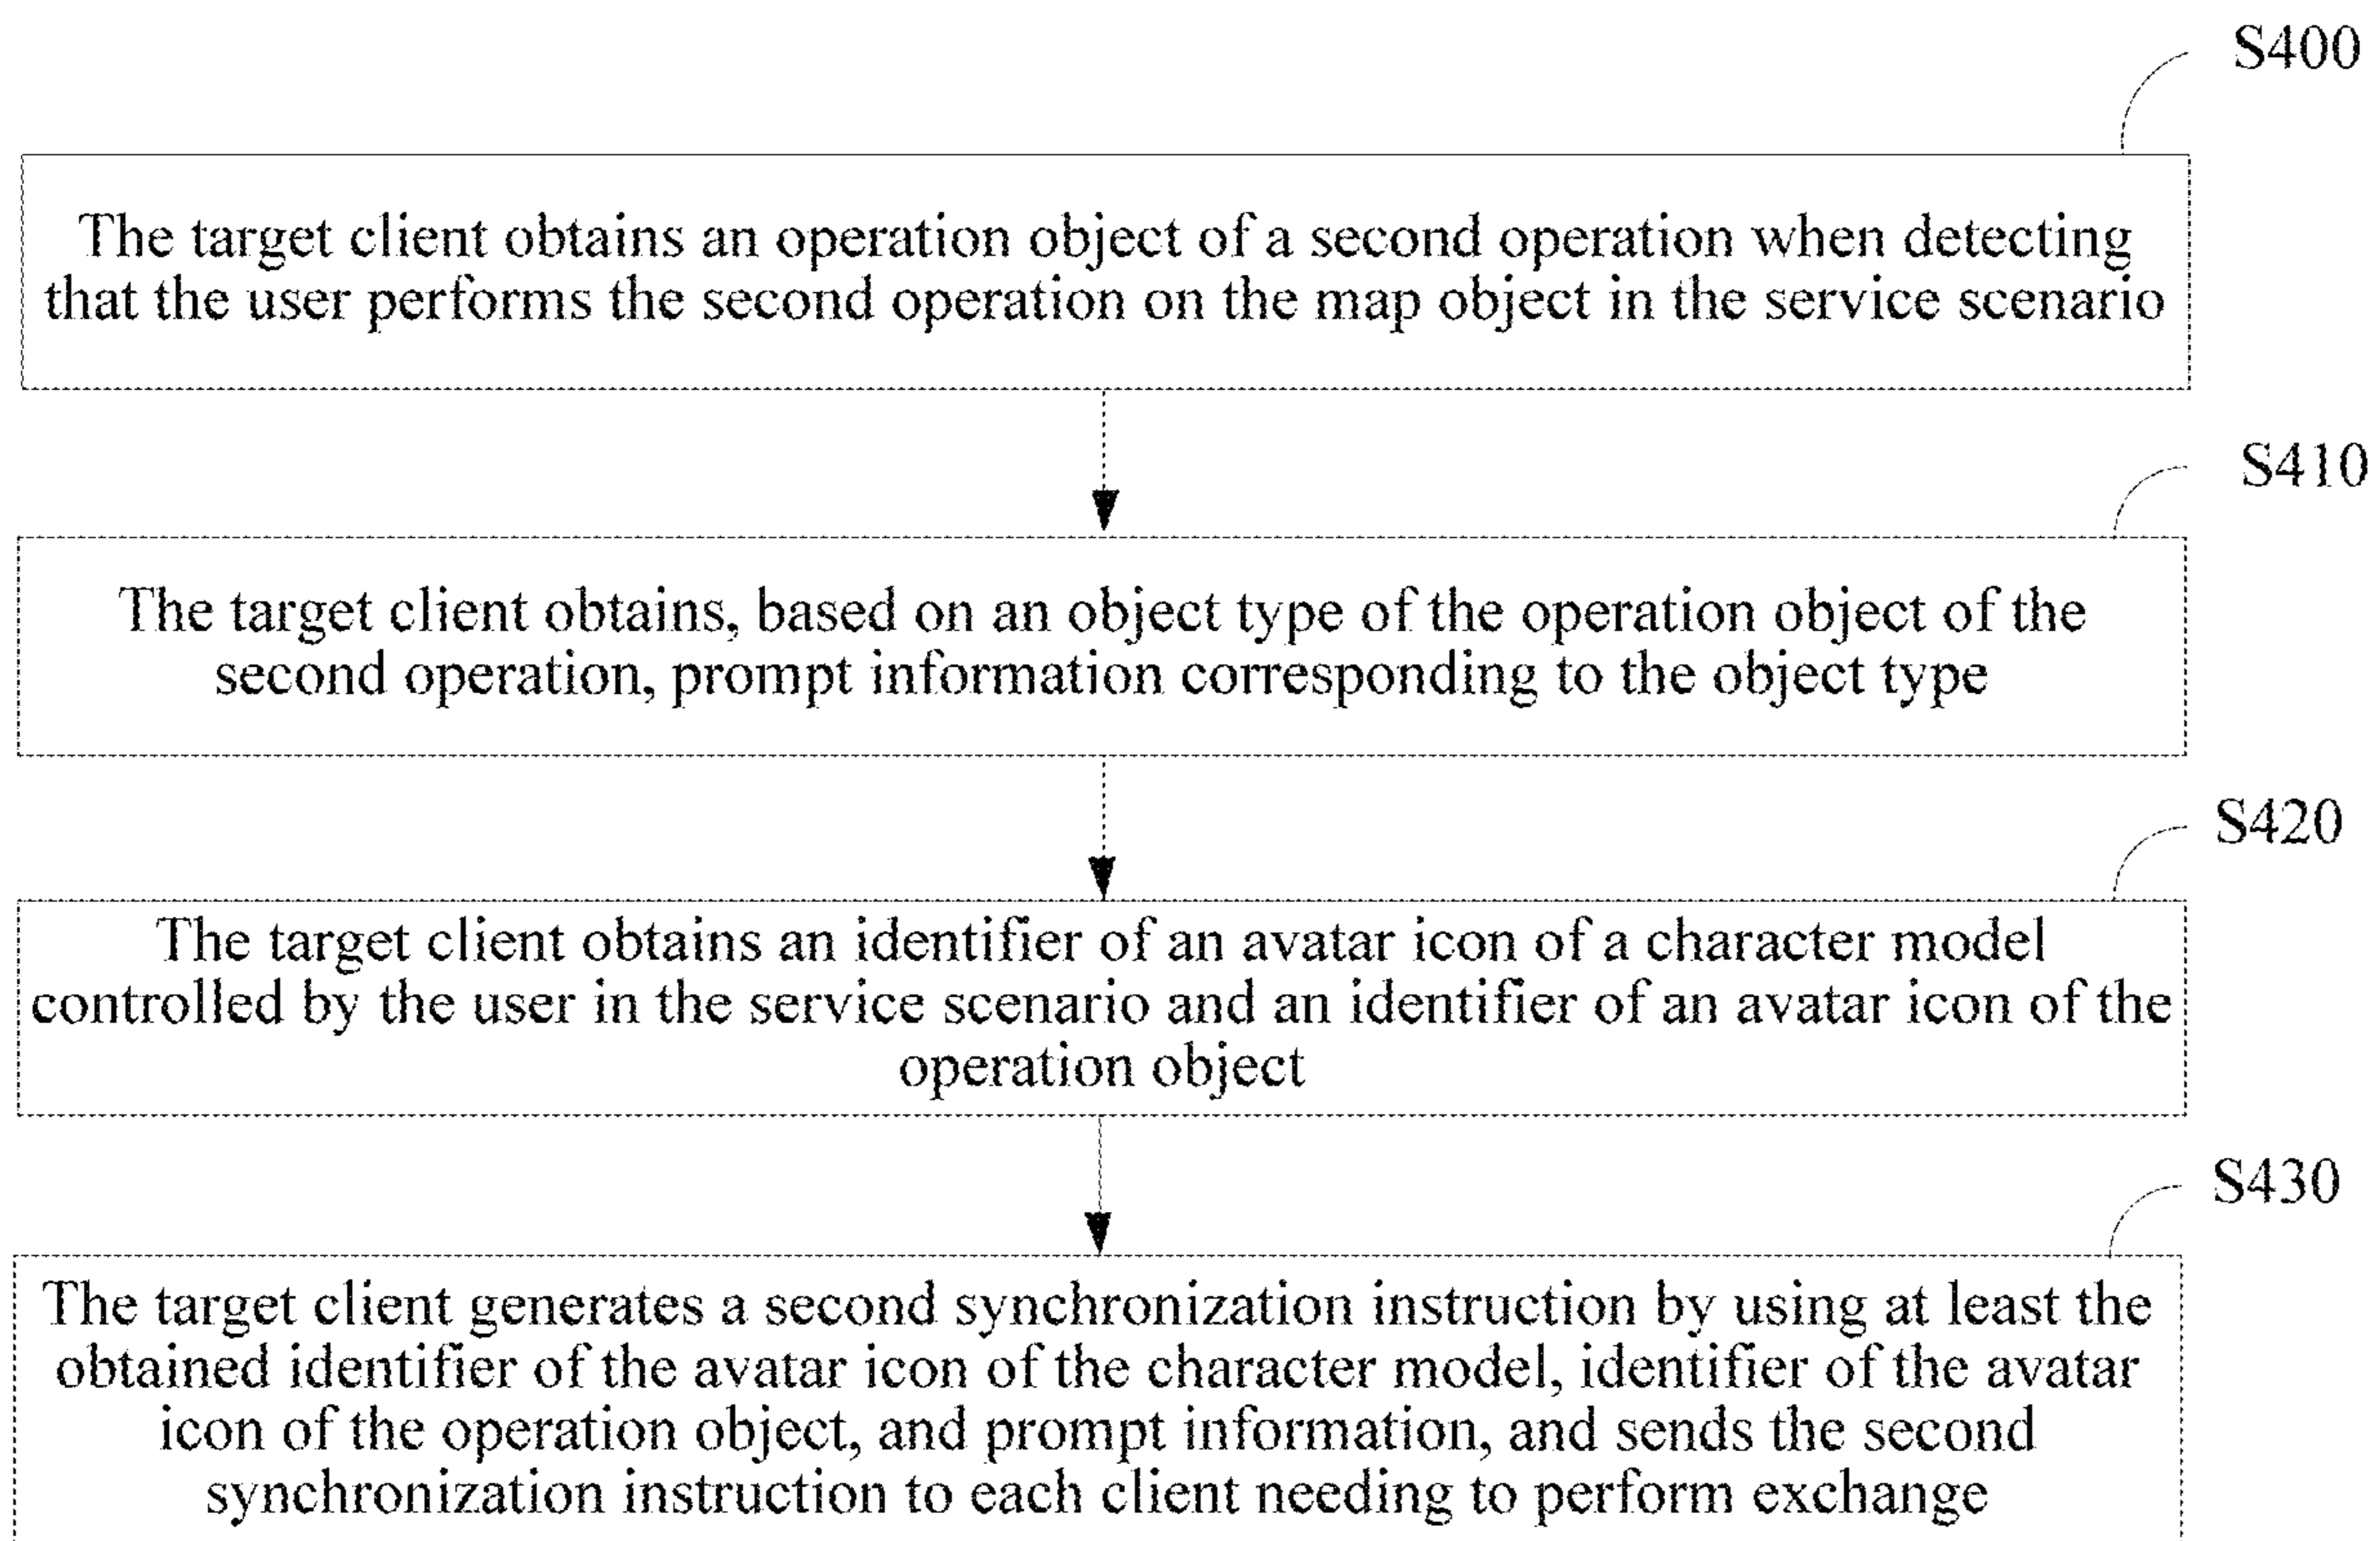 S400
The target client obtains an operation object of a second operation when detecting
that the user performs the second operation on the map object in the service scenario
S410
The target client obtains, based on an object type of the operation object of the
second operation, prompt information corresponding to the object type
S420
The target client obtains an identifier of an avatar icon of a character model
controlled by the user in the service scenario and an identifier of an avatar icon of the
operation object
S430
The target client generates a second synchronization instruction by using at least the
obtained identifier of the avatar icon of the character model, identifier of the avatar
icon of the operation object, and prompt information, and sends the second
synchronization instruction to each client needing to perform exchange